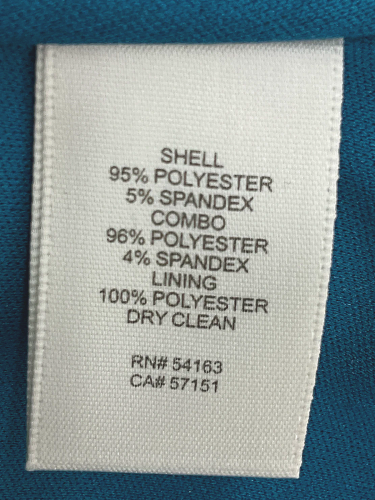 SHELL
95% POLYESTER
5% SPANDEX
COMBO
96% POLYESTER
4% SPANDEX
LINING
100% POLYESTER
DRY CLEAN
RN# 54163
CA# 57151